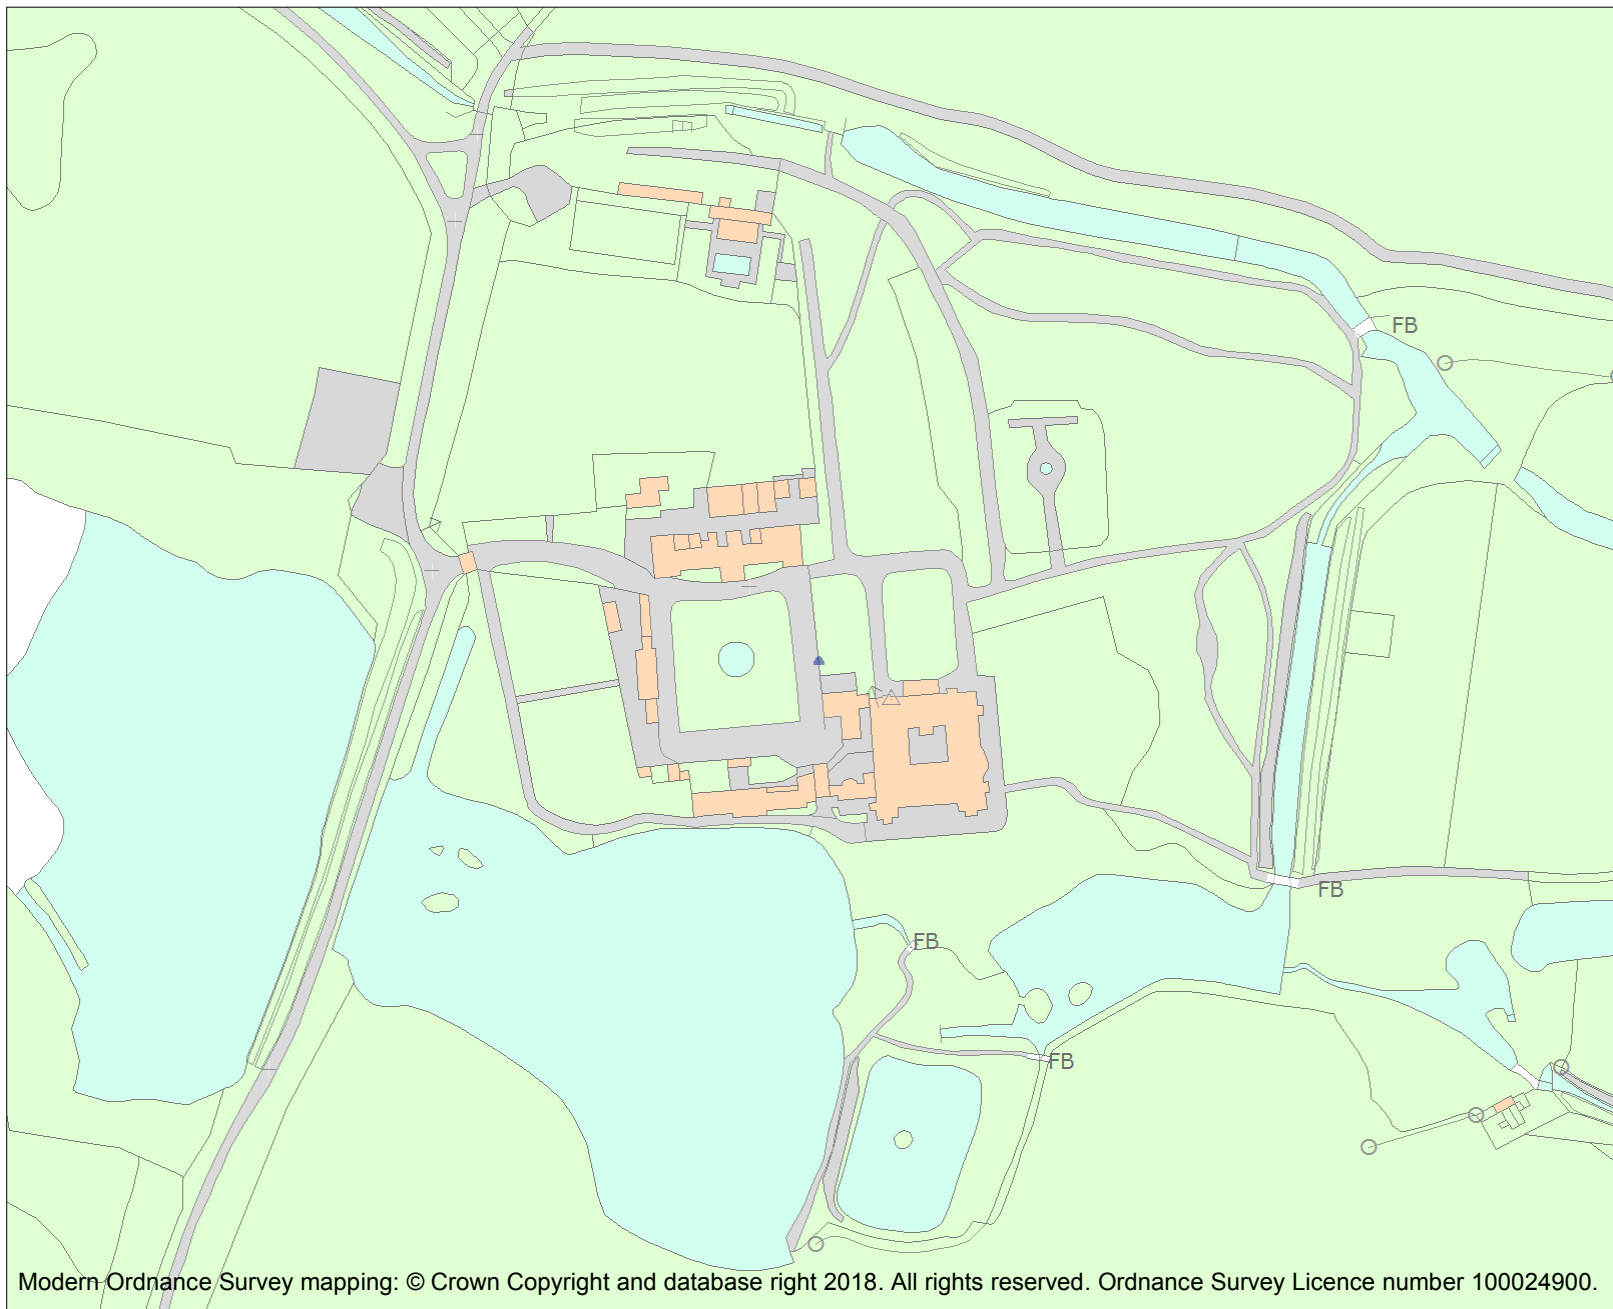 FB
FB
FB
FB
Modern Ordnance Survey mapping: © Crown Copyright and database right 2018. All rights reserved. Ordnance Survey Licence number 100024900.